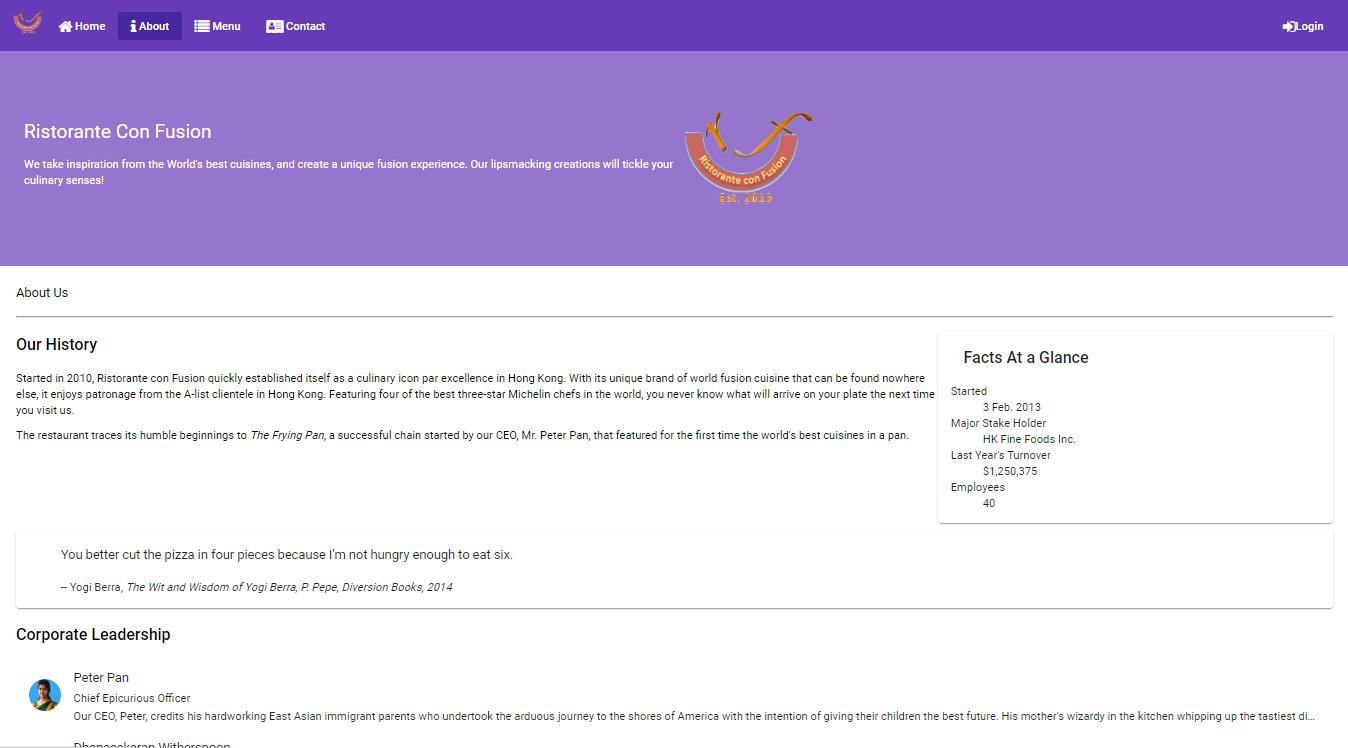 Home About Menu Contact Login
Ristorante Con Fusion
We take inspiration from the World's best cuisines, and create a unique fusion experience. Our lipsmacking creations will tickle your
culinary senses!
Ristorante con Fusion
Est. 2013
About Us
Our History
Started in 2010, Ristorante con Fusion quickly established itself as a culinary icon par excellence in Hong Kong. With its unique brand of world fusion cuisine that can be found nowhere
else, it enjoys patronage from the A-list clientele in Hong Kong. Featuring four of the best three-star Michelin chefs in the world, you never know what will arrive on your plate the next time
you visit us.
The restaurant traces its humble beginnings to The Frying Pan, a successful chain started by our CEO, Mr. Peter Pan, that featured for the first time the world's best cuisines in a pan.
Facts At a Glance
Started
3 Feb. 2013
Major Stake Holder
HK Fine Foods Inc.
Last Year's Turnover
$1,250,375
Employees
40
You better cut the pizza in four pieces because I'm not hungry enough to eat six.
-- Yogi Berra, The Wit and Wisdom of Yogi Berra, P. Pepe, Diversion Books, 2014
Corporate Leadership
Peter Pan
Chief Epicurious Officer
Our CEO, Peter, credits his hardworking East Asian immigrant parents who undertook the arduous journey to the shores of America with the intention of giving their children the best future. His mother's wizardy in the kitchen whipping up the tastiest di...
Dhanasekaran Witherspoon